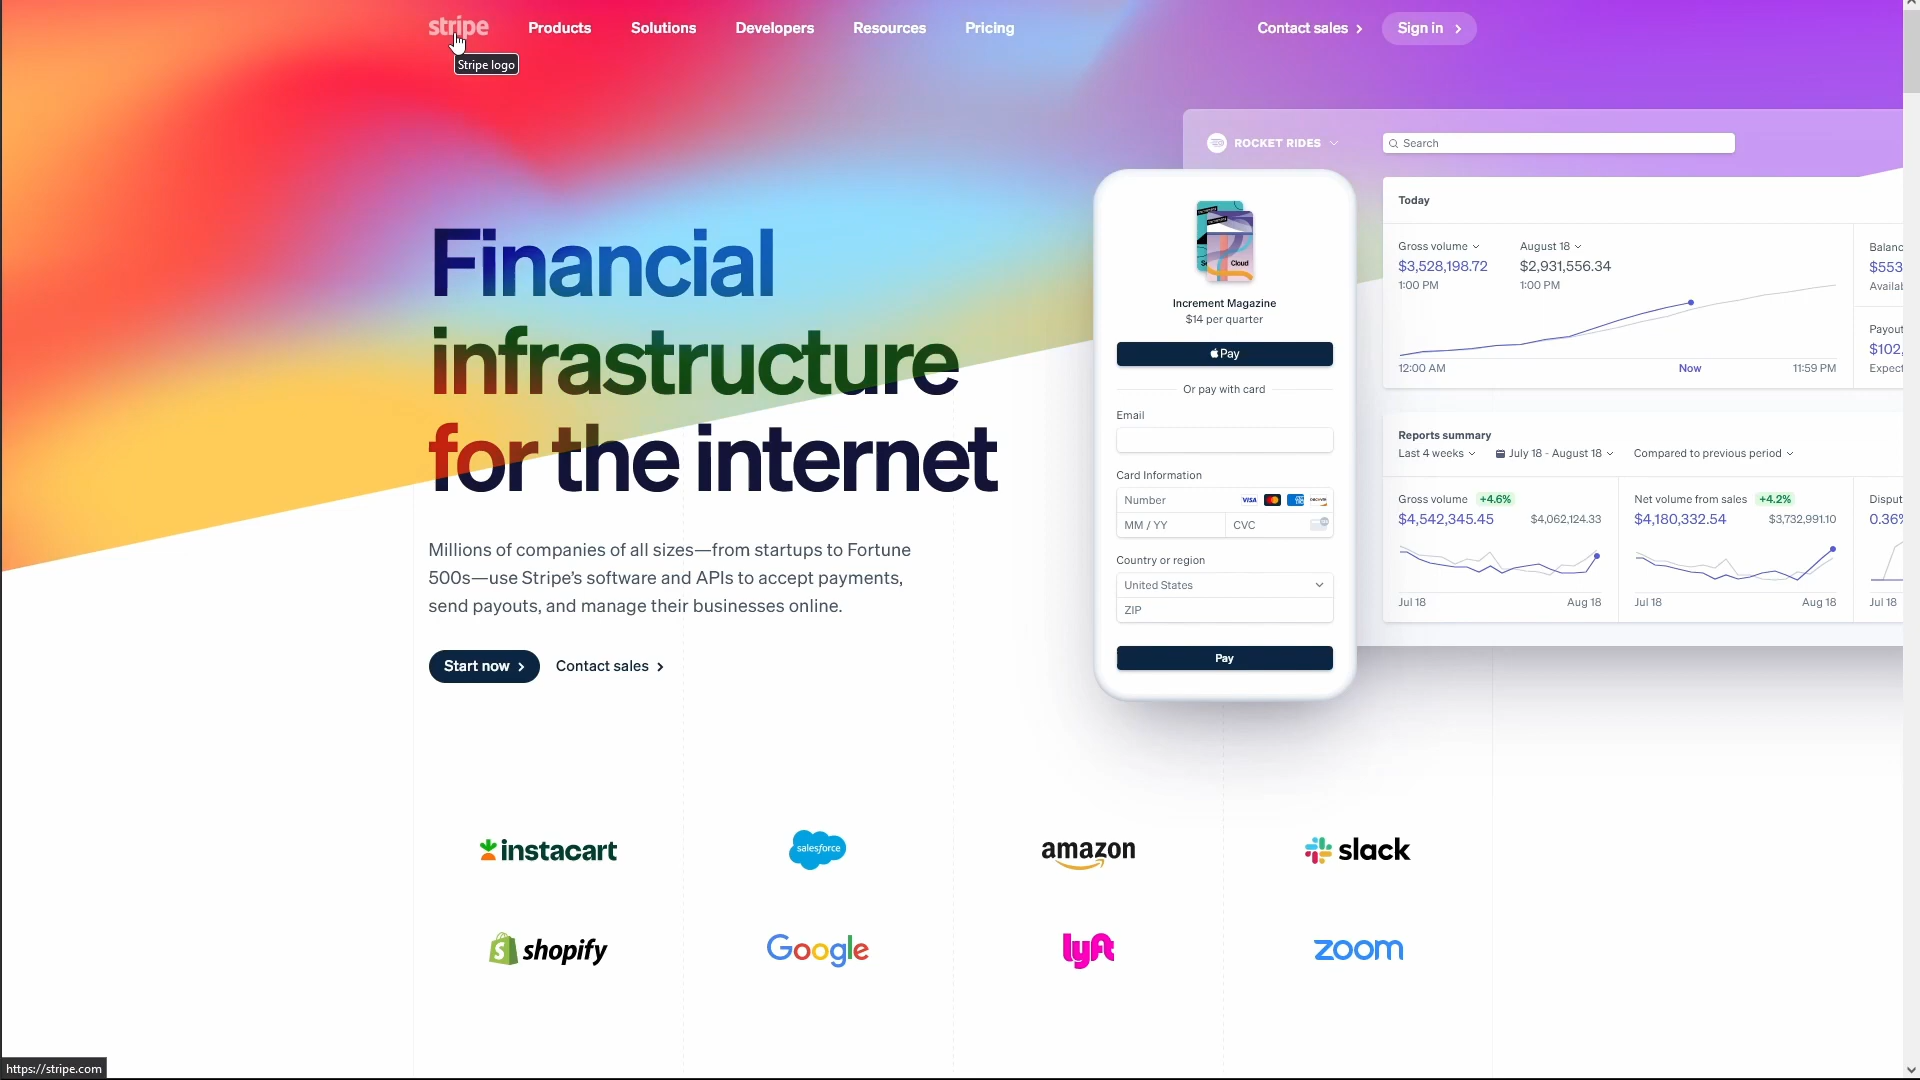 stripe
Products
Solutions
Developers
Resources
Pricing
Contact sales
Sign in
Stripe logo
ROCKET RIDES
Search
Financial
infrastructure
for the internet
Millions of companies of all sizes—from startups to Fortune
500s—use Stripe’s software and APIs to accept payments,
send payouts, and manage their businesses online.
Start now
Contact sales
Cloud
Increment Magazine
$14 per quarter
Pay
Or pay with card
Email
Card Information
Number
VISA
MM / YY
CVC
Country or region
United States
ZIP
Pay
Today
Gross volume
August 18
$3,528,198.72
$2,931,556.34
1:00 PM
1:00 PM
12:00 AM
Now
11:59 PM
$553
$102,
Reports summary
Last 4 weeks
July 18 - August 18
Compared to previous period
Gross volume +4.6%
$4,542,345.45
$4,062,124.33
Jul 18
Aug 18
Net volume from sales +4.2%
$4,180,332.54
$3,732,991.10
Jul 18
Aug 18
0.36%
Jul 18
instacart
salesforce
amazon
slack
shopify
Google
lyft
zoom
https://stripe.com